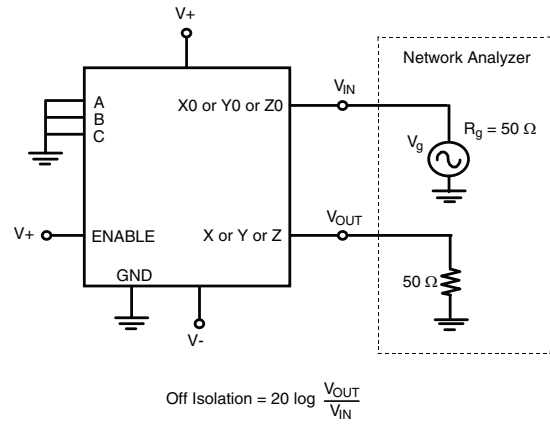 V+
Network Analyzer
A
B
C
X0 or Y0 or Z0
VIN
Vg
Rg = 50 Ω
V+
ENABLE
X or Y or Z
VOUT
50 Ω
GND
V-
Off Isolation = 20 log VOUT
VIN